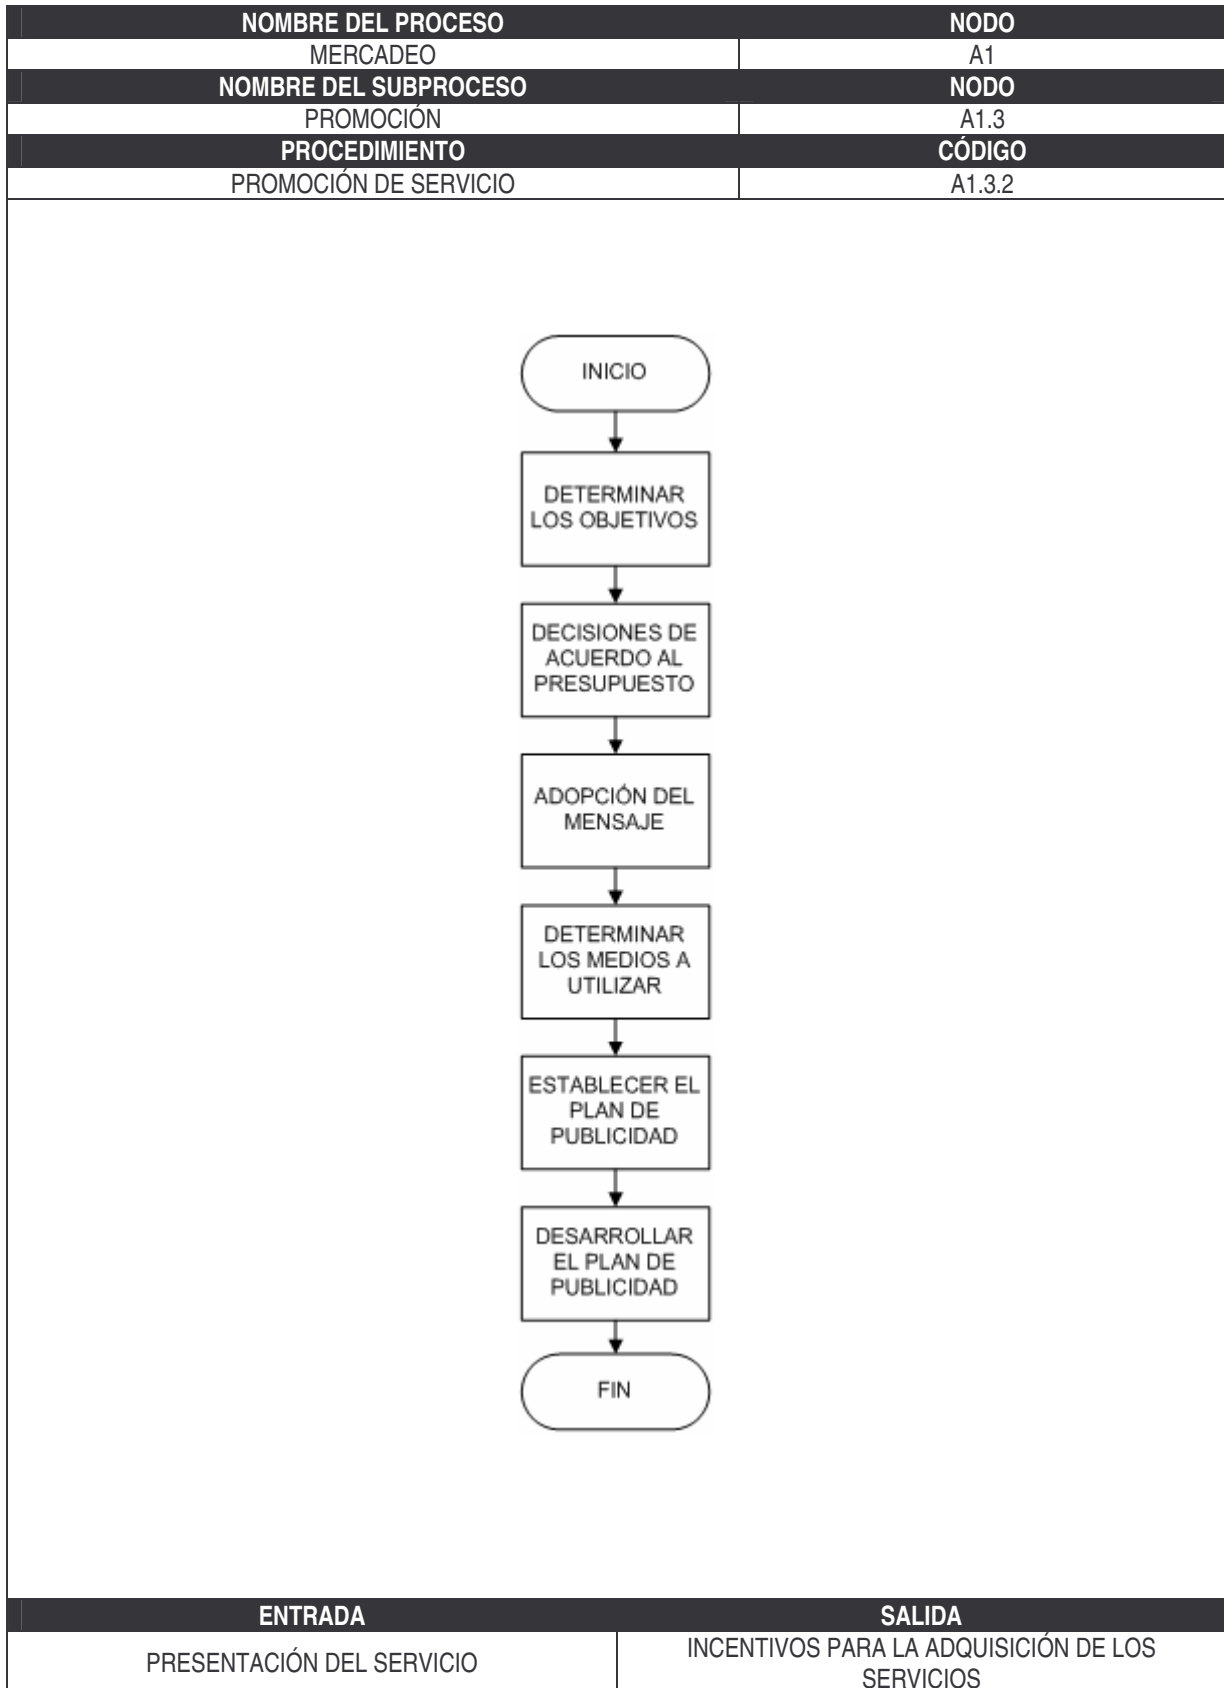 NOMBRE DEL PROCESO NODO
MERCADEO A1
NOMBRE DEL SUBPROCESO NODO
PROMOCIÓN A1.3
PROCEDIMIENTO CÓDIGO
PROMOCIÓN DE SERVICIO A1.3.2
INICIO
DETERMINAR
LOS OBJETIVOS
DECISIONES DE
ACUERDO AL
PRESUPUESTO
ADOPCIÓN DEL
MENSAJE
DETERMINAR
LOS MEDIOS A
UTILIZAR
ESTABLECER EL
PLAN DE
PUBLICIDAD
DESARROLLAR
EL PLAN DE
PUBLICIDAD
FIN
ENTRADA SALIDA
PRESENTACIÓN DEL SERVICIO
INCENTIVOS PARA LA ADQUISICIÓN DE LOS
SERVICIOS